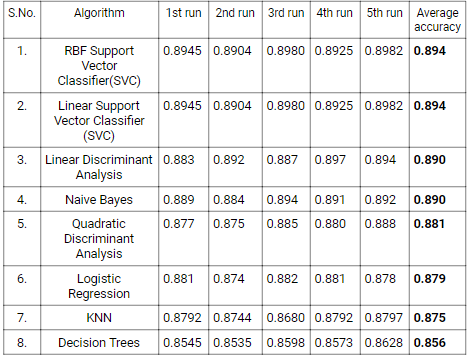 S.No. Algorithm 1st run 2nd run 3rd run 4th run 5th run Average
accuracy
1. RBF Support 0.8945 0.8904 0.8980 0.8925 0.8982 0.894
Vector
Classifier(SVC)
2. Linear Support 0.8945 0.8904 0.8980 0.8925 0.8982 0.894
Vector Classifier
(SVC)
3. Linear Discriminant 0.883 0.892 0.887 0.897 0.894 0.890
Analysis
4. Naive Bayes 0.889 0.884 0.894 0.891 0.892 0.890
5. Quadratic 0.877 0.875 0.885 0.880 0.888 0.881
Discriminant
Analysis
6. Logistic 0.881 0.874 0.882 0.881 0.878 0.879
Regression
7. KNN 0.8792 0.8744 0.8680 0.8792 0.8797 0.875
8. Decision Trees 0.8545 0.8535 0.8598 0.8573 0.8628 0.856